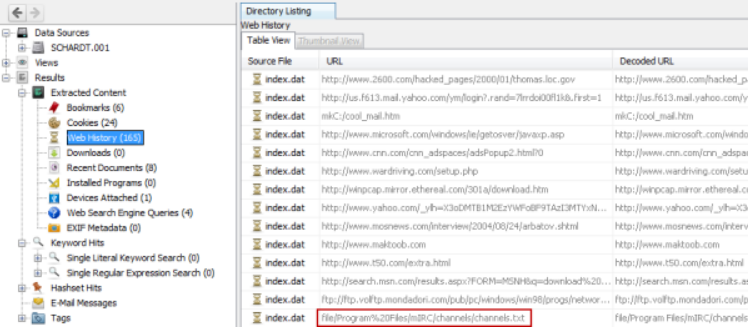 Data Sources
SCHARDT.001
Views
Results
Extracted Content
Bookmarks (6)
Cookies (24)
Web History (165)
Downloads (0)
Recent Documents (8)
Installed Programs (0)
Devices Attached (1)
Web Search Engine Queries (4)
EXIF Metadata (0)
Keyword Hits
Single Literal Keyword Search (0)
Single Regular Expression Search (0)
Hashset Hits
E-Mail Messages
Tags
Directory Listing
Web History
Table View Thumbnail View
Source File URL Decoded URL
index.dat http://www.2600.com/hacked_pages/2000/01/thomas.loc.gov http://www.2600.com/hacked_p
index.dat http://us.f613.mail.yahoo.com/ym/login?.rand=7lrrdoi00fl1k&.first=1 http://us.f613.mail.yahoo.com/y
index.dat mkC:/cool_mail.htm mkC:/cool_mail.htm
index.dat http://www.microsoft.com/windows/ie/getosver/javaxp.asp http://www.microsoft.com/wind
index.dat http://www.cnn.com/cnn_adspaces/adsPopup2.html?0 http://www.cnn.com/cnn_adspa
index.dat http://www.wardriving.com/setup.php http://www.wardriving.com/setu
index.dat http://winpcap.mirror.ethereal.com/301a/download.htm http://winpcap.mirror.ethereal.c
index.dat http://www.yahoo.com/_ylh=X3oDMTB1M2EzYWFoBF9TAzI3MTYxN... http://www.yahoo.com/_ylh=X3
index.dat http://www.mosnews.com/interview/2004/08/24/arbatov.shtml http://www.mosnews.com/interv
index.dat http://www.maktoob.com http://www.maktoob.com
index.dat http://www.t50.com/extra.html http://www.t50.com/extra.html
index.dat http://search.msn.com/results.aspx?FORM=MSNH&q=download%20... http://search.msn.com/results.a
index.dat ftp://ftp.volftp.mondadori.com/pub/pc/windows/win98/progs/networ... ftp://ftp.volftp.mondadori.com/p
index.dat file/Program%20Files/mIRC/channels/channels.txt file/Program Files/mIRC/channel